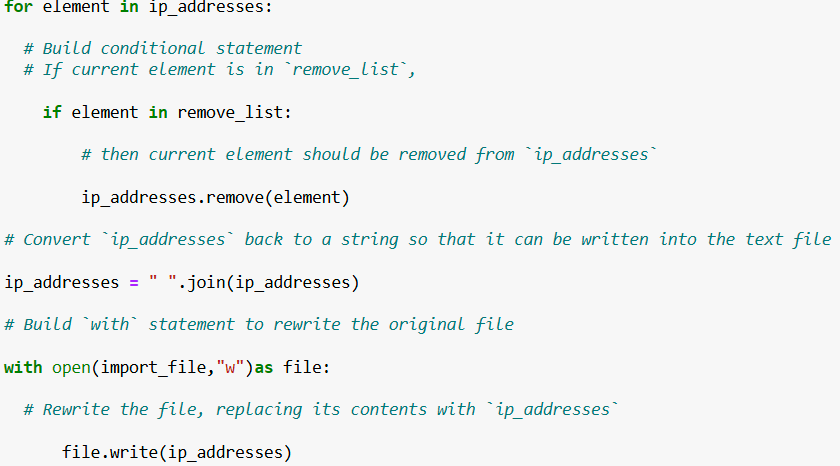 for element in ip_addresses:
# Build conditional statement
# If current element is in `remove_list`,
if element in remove_list:
# then current element should be removed from `ip_addresses`
ip_addresses.remove(element)
# Convert `ip_addresses` back to a string so that it can be written into the text file
ip_addresses = " ".join(ip_addresses)
# Build `with` statement to rewrite the original file
with open(import_file,"w")as file:
# Rewrite the file, replacing its contents with `ip_addresses`
file.write(ip_addresses)